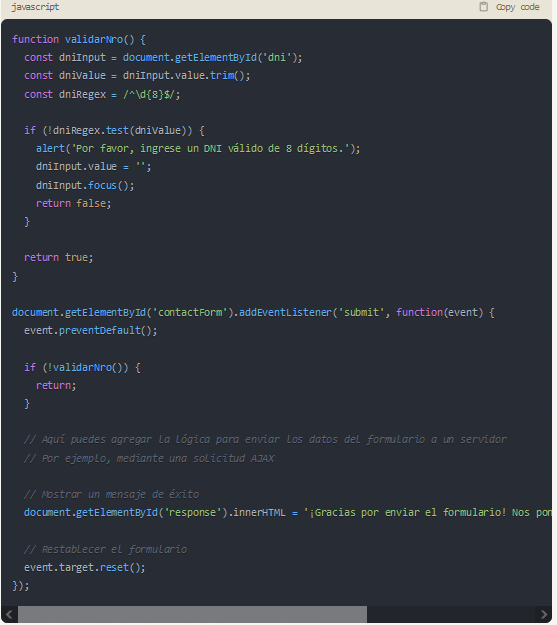 javascript
Copy code
function validarNro() {
  const dniInput = document.getElementById('dni');
  const dniValue = dniInput.value.trim();
  const dniRegex = /^\d{8}$/;

  if (!dniRegex.test(dniValue)) {
    alert('Por favor, ingrese un DNI válido de 8 dígitos.');
    dniInput.value = '';
    dniInput.focus();
    return false;
  }

  return true;
}

document.getElementById('contactForm').addEventListener('submit', function(event) {
  event.preventDefault();

  if (!validarNro()) {
    return;
  }

  // Aquí puedes agregar la lógica para enviar los datos del formulario a un servidor
  // Por ejemplo, mediante una solicitud AJAX

  // Mostrar un mensaje de éxito
  document.getElementById('response').innerHTML = '¡Gracias por enviar el formulario! Nos

  // Restablecer el formulario
  event.target.reset();
});